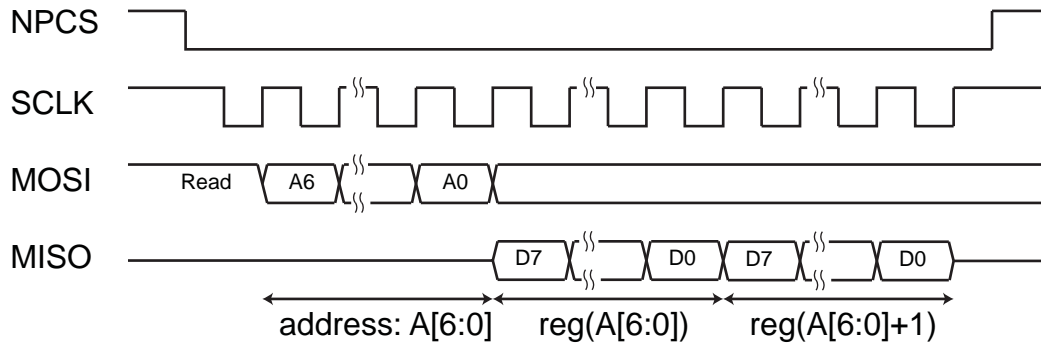 NPCS
SCLK
MOSI Read A6 A0
MISO D7 D0 D7 D0
address: A[6:0] reg(A[6:0]) reg(A[6:0]+1)